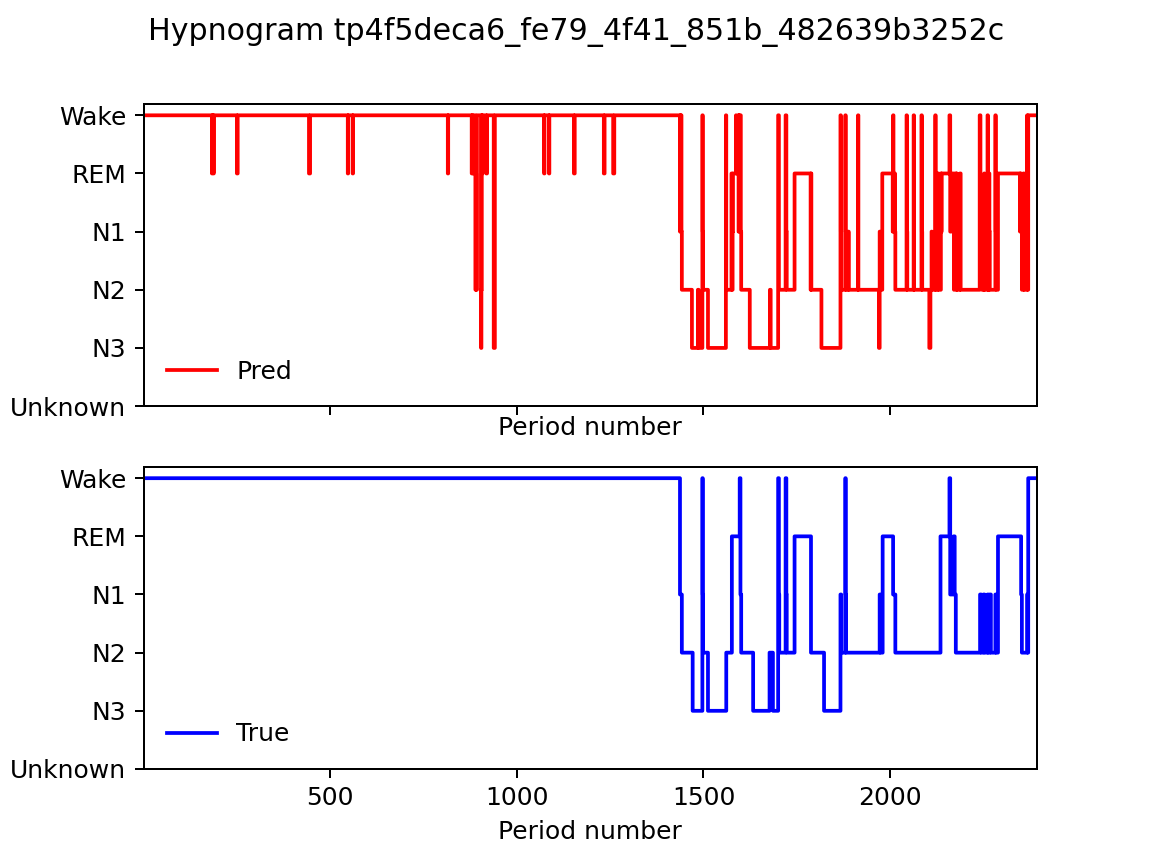 Hypnogram tp4f5deca6_fe79_4f41_851b_482639b3252c
Wake
REM
N1
N2
N3
Unknown
Pred
Period number
Wake
REM
N1
N2
N3
Unknown
True
500 1000 1500 2000
Period number